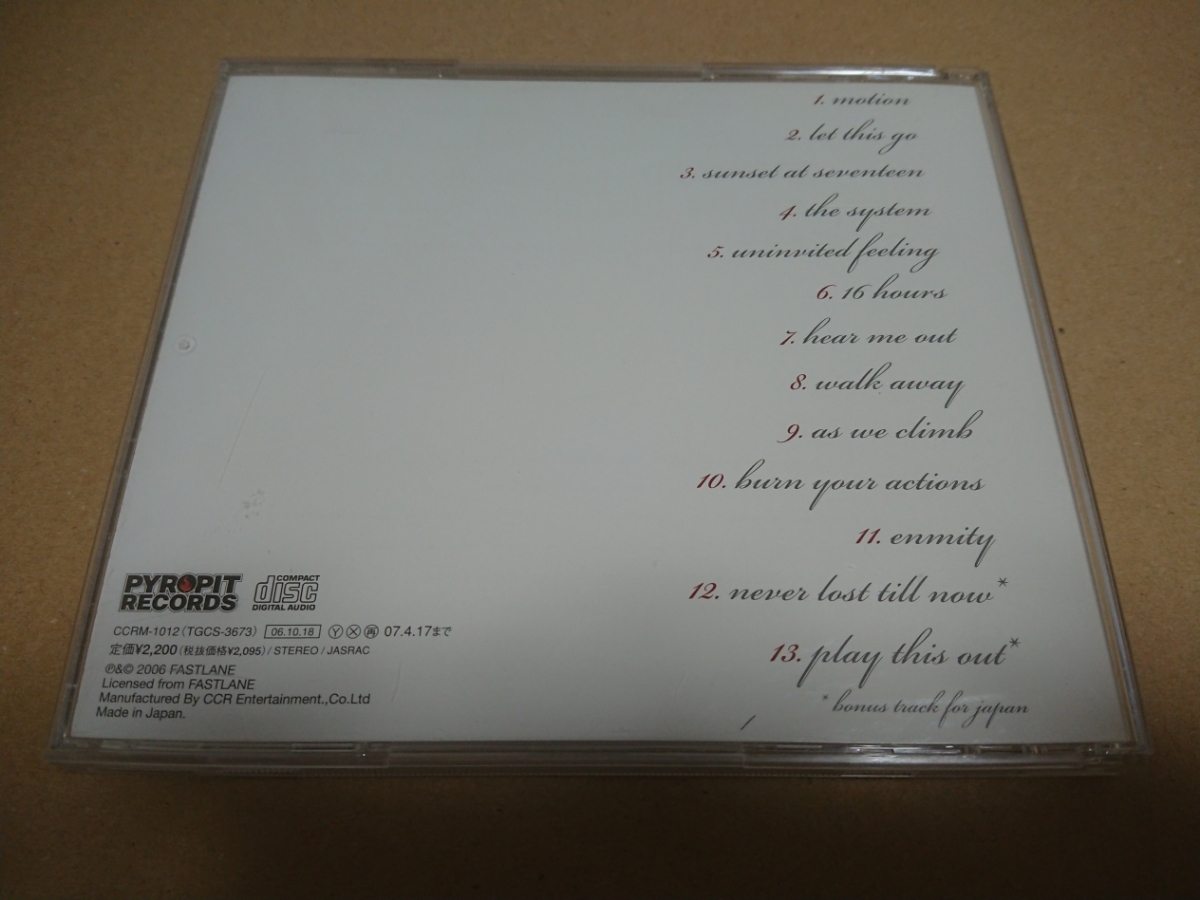 1. motion
2. let this go
3. sunset at seventeen
4. the system
5. uninvited feeling
6. 16 hours
7. hear me out
8. walk away
9. as we climb
10. burn your actions
11. enmity
12. never lost till now*
13. play this out*
* bonus track for japan
PYROPIT
RECORDS
COMPACT
disc
DIGITAL AUDIO
CCRM-1012 (TGCS-3673) 06.10.18 Ⓨ Ⓧ ㊞ 07.4.17まで
定価¥2,200 (税抜価格¥2,095) / STEREO / JASRAC
℗&© 2006 FASTLANE
Licensed from FASTLANE
Manufactured By CCR Entertainment.,Co.Ltd
Made in Japan.